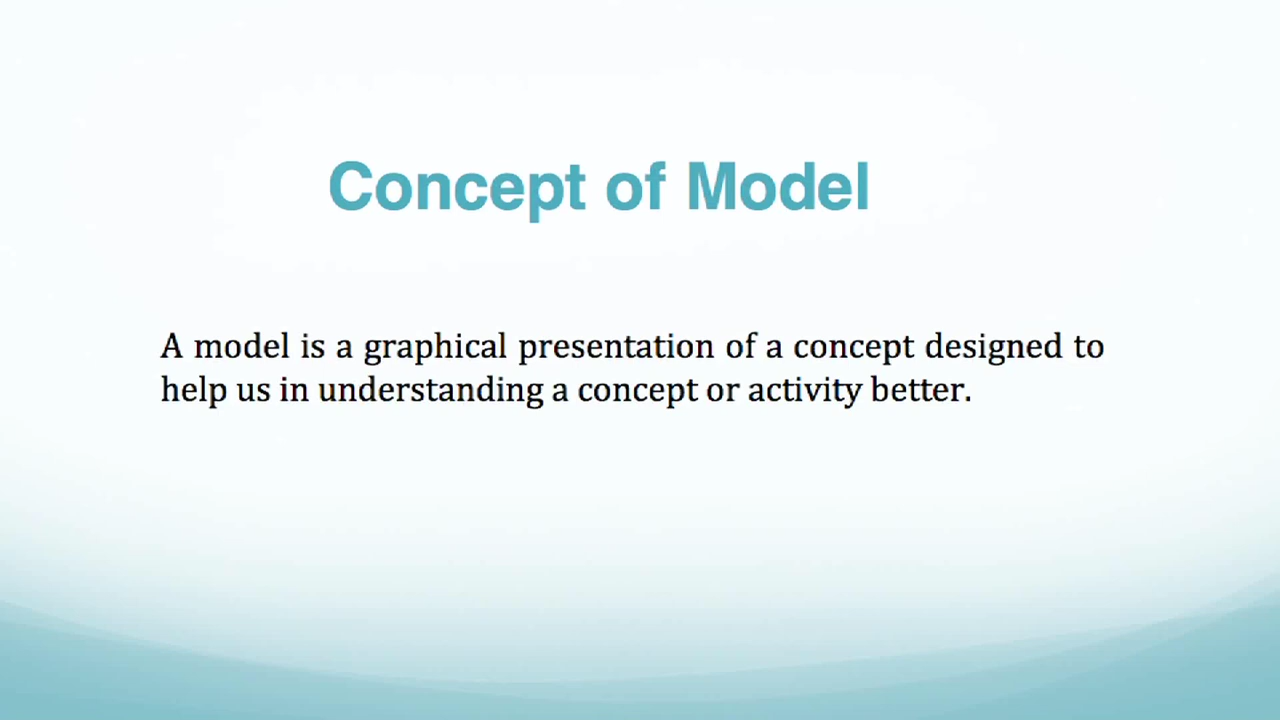 Concept of Model
A model is a graphical presentation of a concept designed to
help us in understanding a concept or activity better.